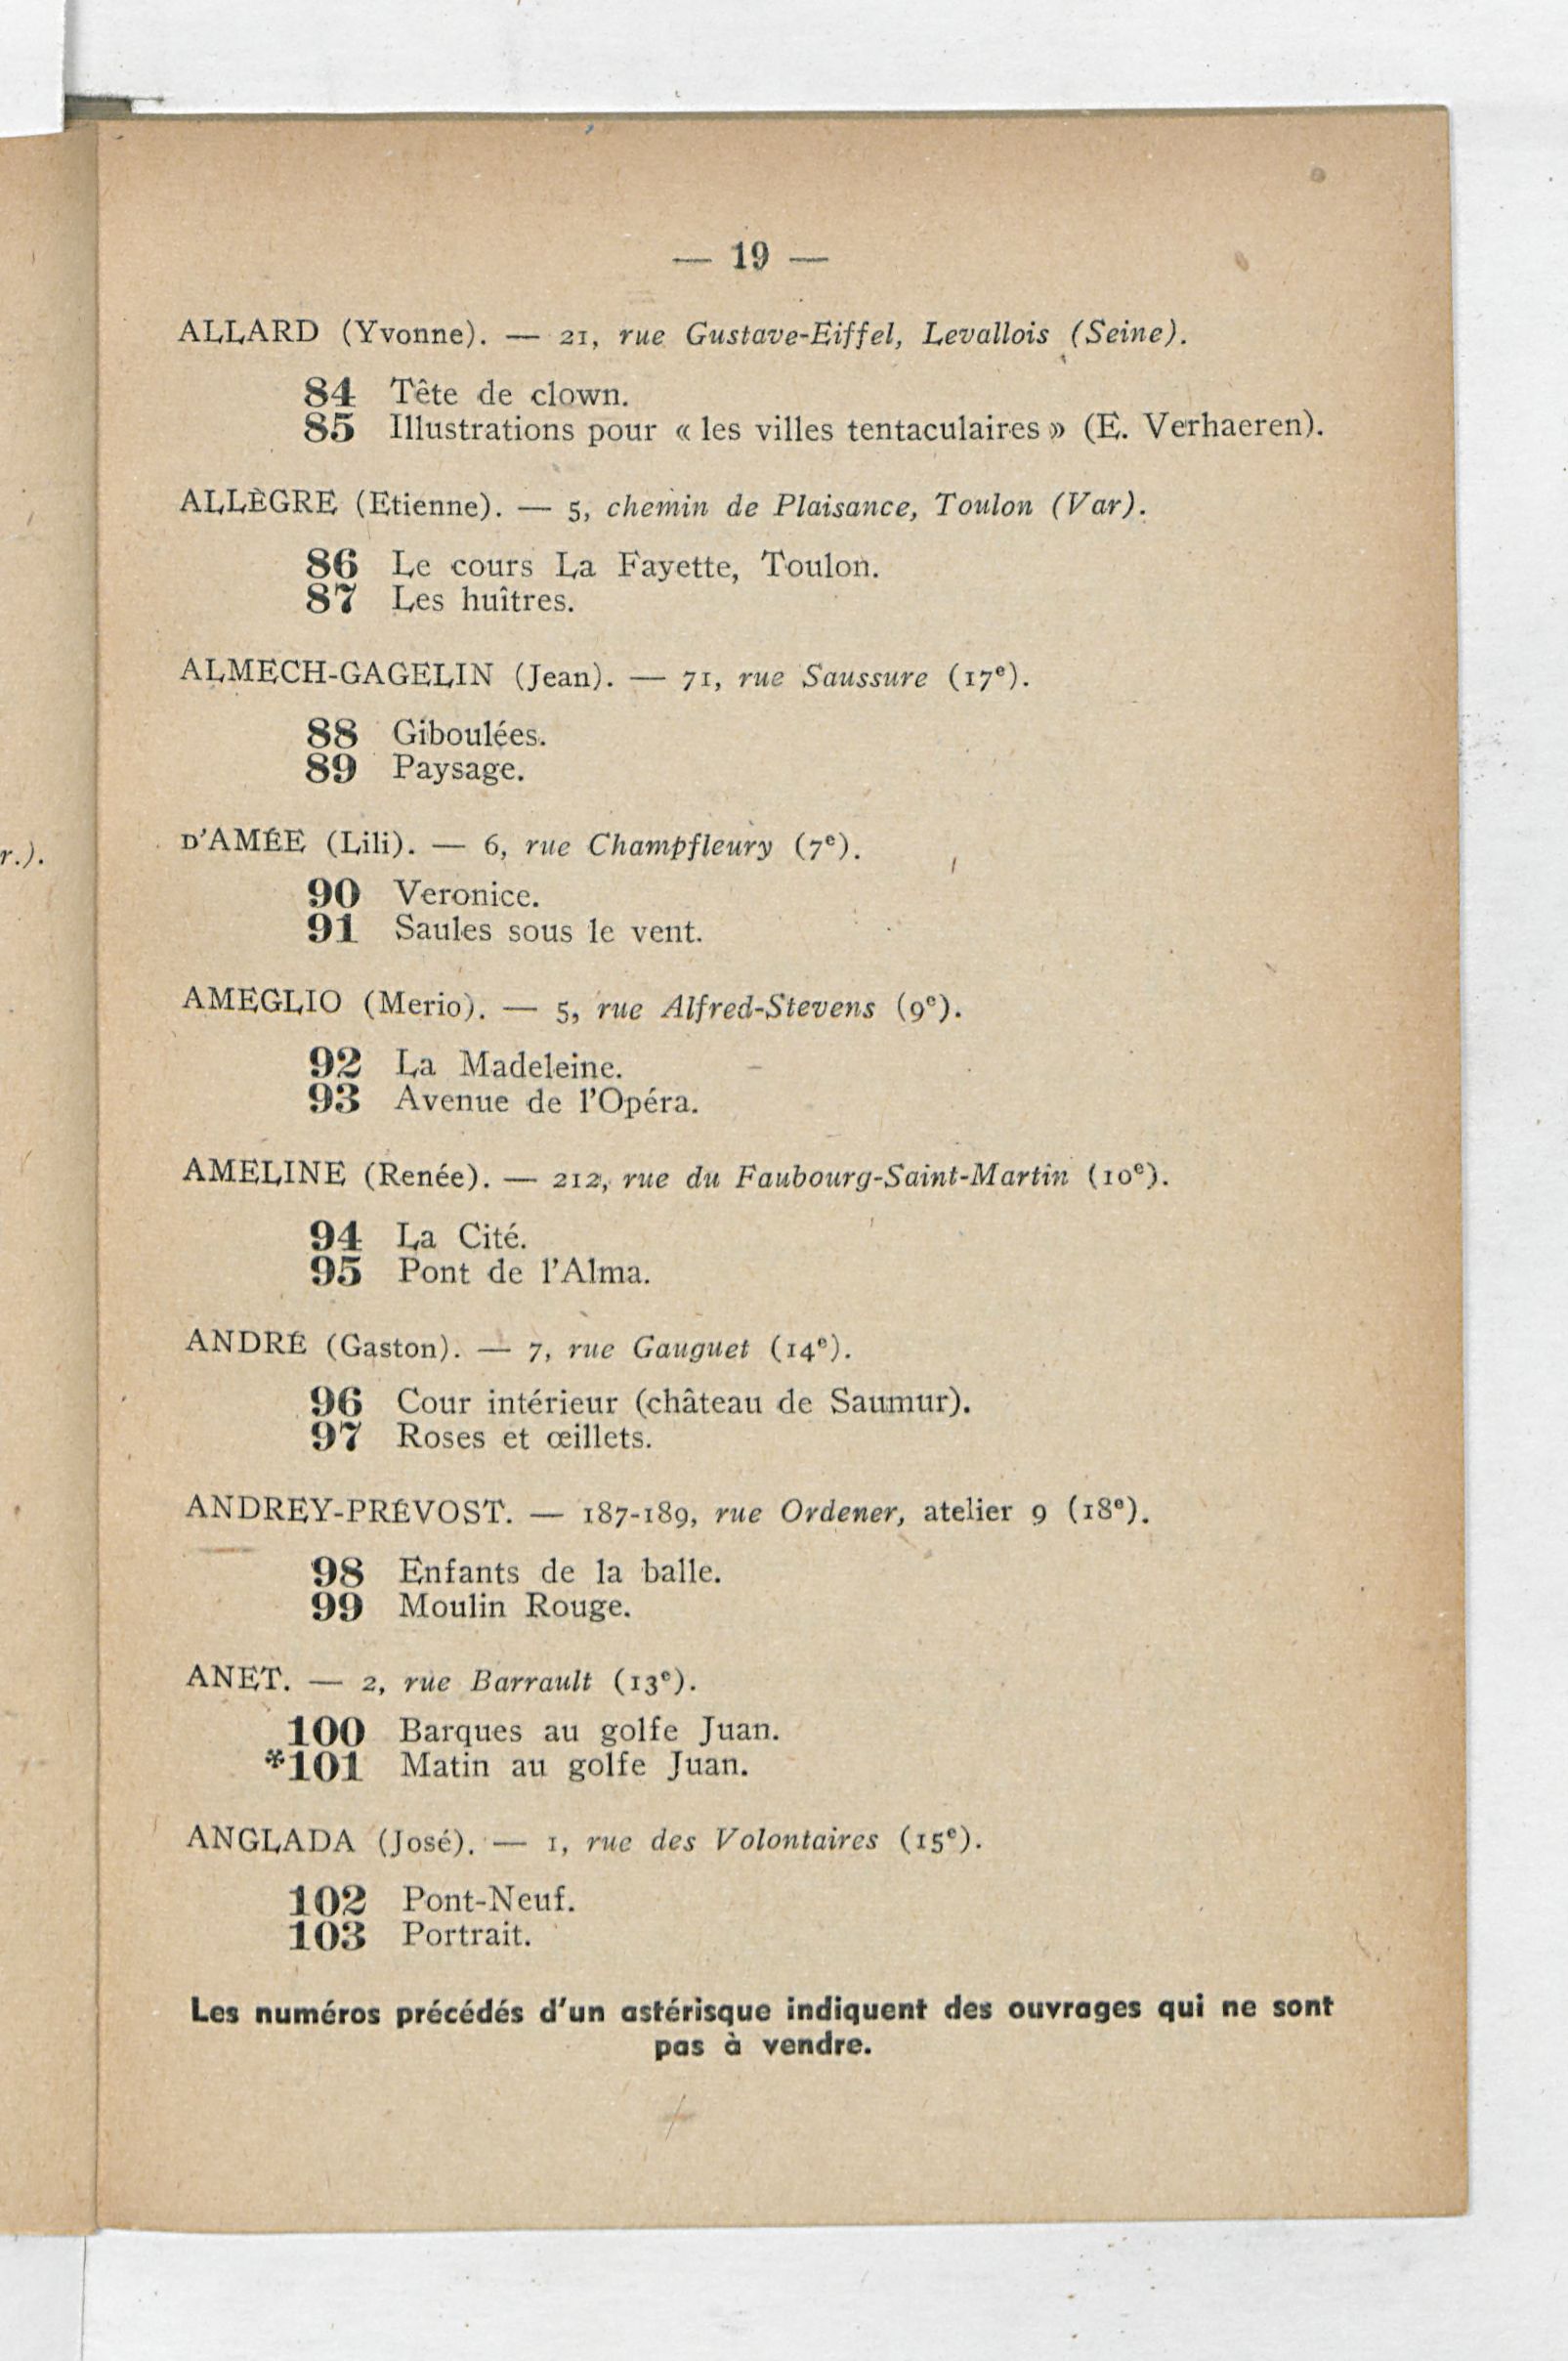 — 19 —
ALLARD (Yvonne). — 21, rue Gustave-Eiffel, Levallois (Seine).
84 Tête de clown.
85 Illustrations pour « les villes tentaculaires » (E. Verhaeren).
ALLÈGRE (Etienne). — 5, chemin de Plaisance, Toulon (Var).
86 Le cours La Fayette, Toulon.
87 Les huîtres.
ALMECH-GAGELIN (Jean). — 71, rue Saussure (17e).
88 Giboulées.
89 Paysage.
r.).
D'AMÉE (Lili). — 6, rue Champfleury (7e).
90 Veronice.
91 Saules sous le vent.
AMEGLIO (Merio). — 5, rue Alfred-Stevens (9e).
92 La Madeleine.
93 Avenue de l'Opéra.
AMELINE (Renée). — 212, rue du Faubourg-Saint-Martin (10e).
94 La Cité.
95 Pont de l'Alma.
ANDRÉ (Gaston). — 7, rue Gauguet (14e).
96 Cour intérieur (château de Saumur).
97 Roses et œillets.
ANDREY-PRÉVOST. — 187-189, rue Ordener, atelier 9 (18e).
98 Enfants de la balle.
99 Moulin Rouge.
ANET. — 2, rue Barrault (13e).
100 Barques au golfe Juan.
*101 Matin au golfe Juan.
ANGLADA (José). — 1, rue des Volontaires (15e).
102 Pont-Neuf.
103 Portrait.
Les numéros précédés d'un astérisque indiquent des ouvrages qui ne sont
pas à vendre.